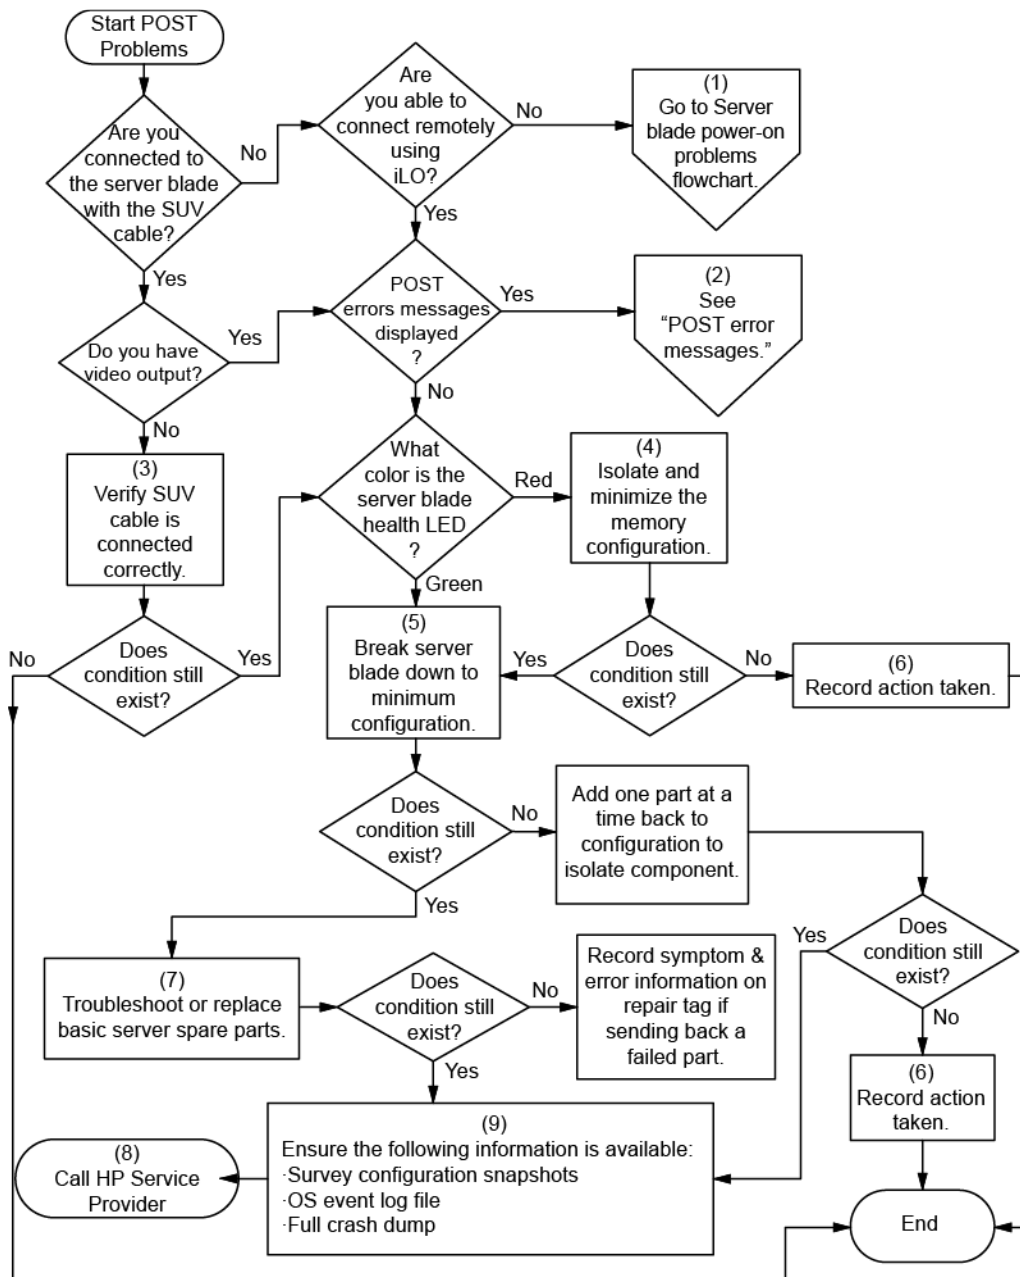 Start POST
Problems
Are you
connected to
the server blade
with the SUV
cable?
No
Yes
Are
you able to
connect remotely
using
iLO?
No
Yes
(1)
Go to Server
blade power-on
problems
flowchart.
Do you have
video output?
Yes
No
POST
errors messages
displayed
?
Yes
No
(2)
See
“POST error
messages.”
(3)
Verify SUV
cable is
connected
correctly.
What
color is the
server blade
health LED
?
Red
Green
(4)
Isolate and
minimize the
memory
configuration.
Does
condition still
exist?
No
Yes
(5)
Break server
blade down to
minimum
configuration.
Does
condition still
exist?
Yes
No
(6)
Record action taken.
Does
condition still
exist?
No
Yes
Add one part at a
time back to
configuration to
isolate component.
Does
condition still
exist?
Yes
No
(7)
Troubleshoot or replace
basic server spare parts.
Does
condition still
exist?
No
Yes
Record symptom &
error information on
repair tag if
sending back a
failed part.
(6)
Record action
taken.
(8)
Call HP Service
Provider
(9)
Ensure the following information is available:
·Survey configuration snapshots
·OS event log file
·Full crash dump
End